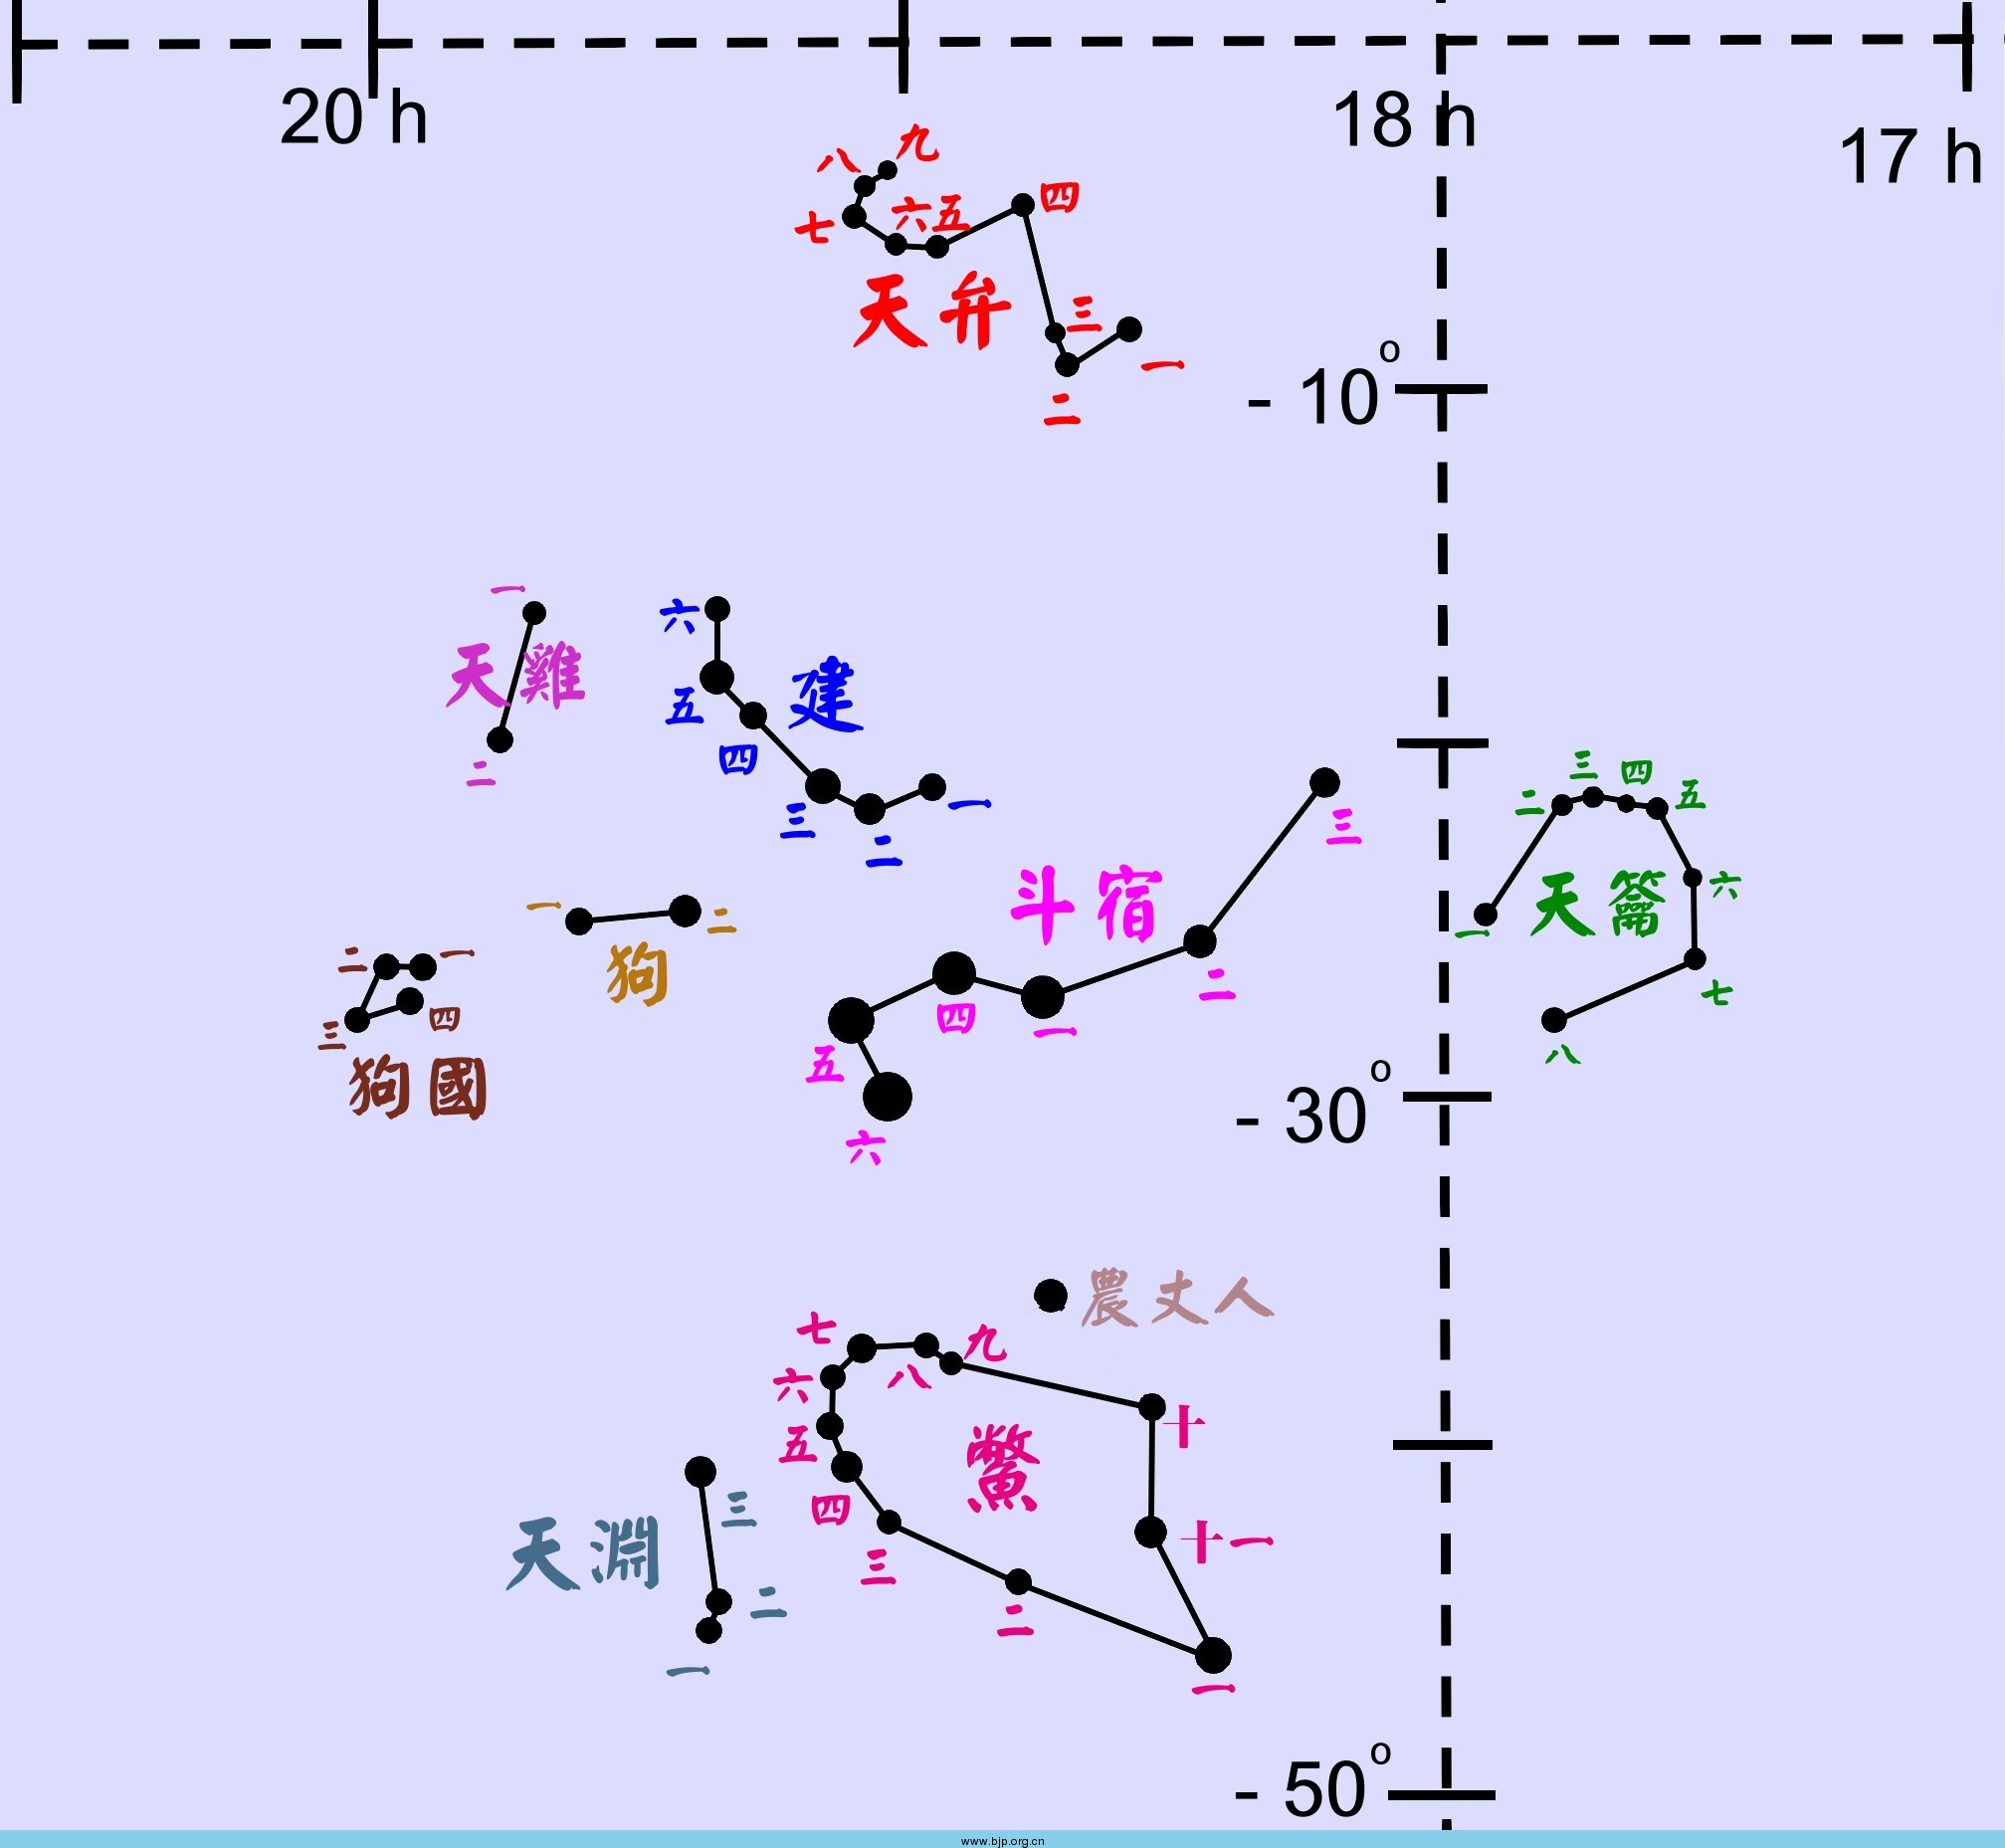 20 h
18 h
17 h
九
八
七
六
五
四
天弁
三
一
二
- 10°
一
天雞
二
六
五
建
四
三
二
一
三
斗宿
二
四
一
五
六
二
三
四
五
天籥
一
六
七
八
一
二
狗
二
一
三
四
狗國
- 30°
農丈人
七
九
六
八
十
五
鱉
四
十一
三
二
一
三
天淵
二
一
- 50°
www.bjp.org.cn